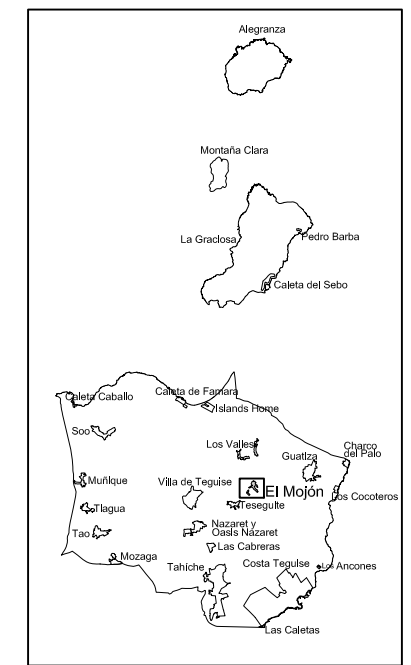 Alegranza
Montaña Clara
La Graciosa
Pedro Barba
Caleta del Sebo
Caleta Caballo
Caleta de Famara
Islands Home
Soo
Los Valles
Guatiza
Charco
del Palo
Muñique
Villa de Teguise
El Mojón
Los Cocoteros
Tiagua
Teseguite
Tao
Nazaret y
Oasis Nazaret
Las Cabreras
Mozaga
Tahiche
Costa Teguise
Los Ancones
Las Caletas